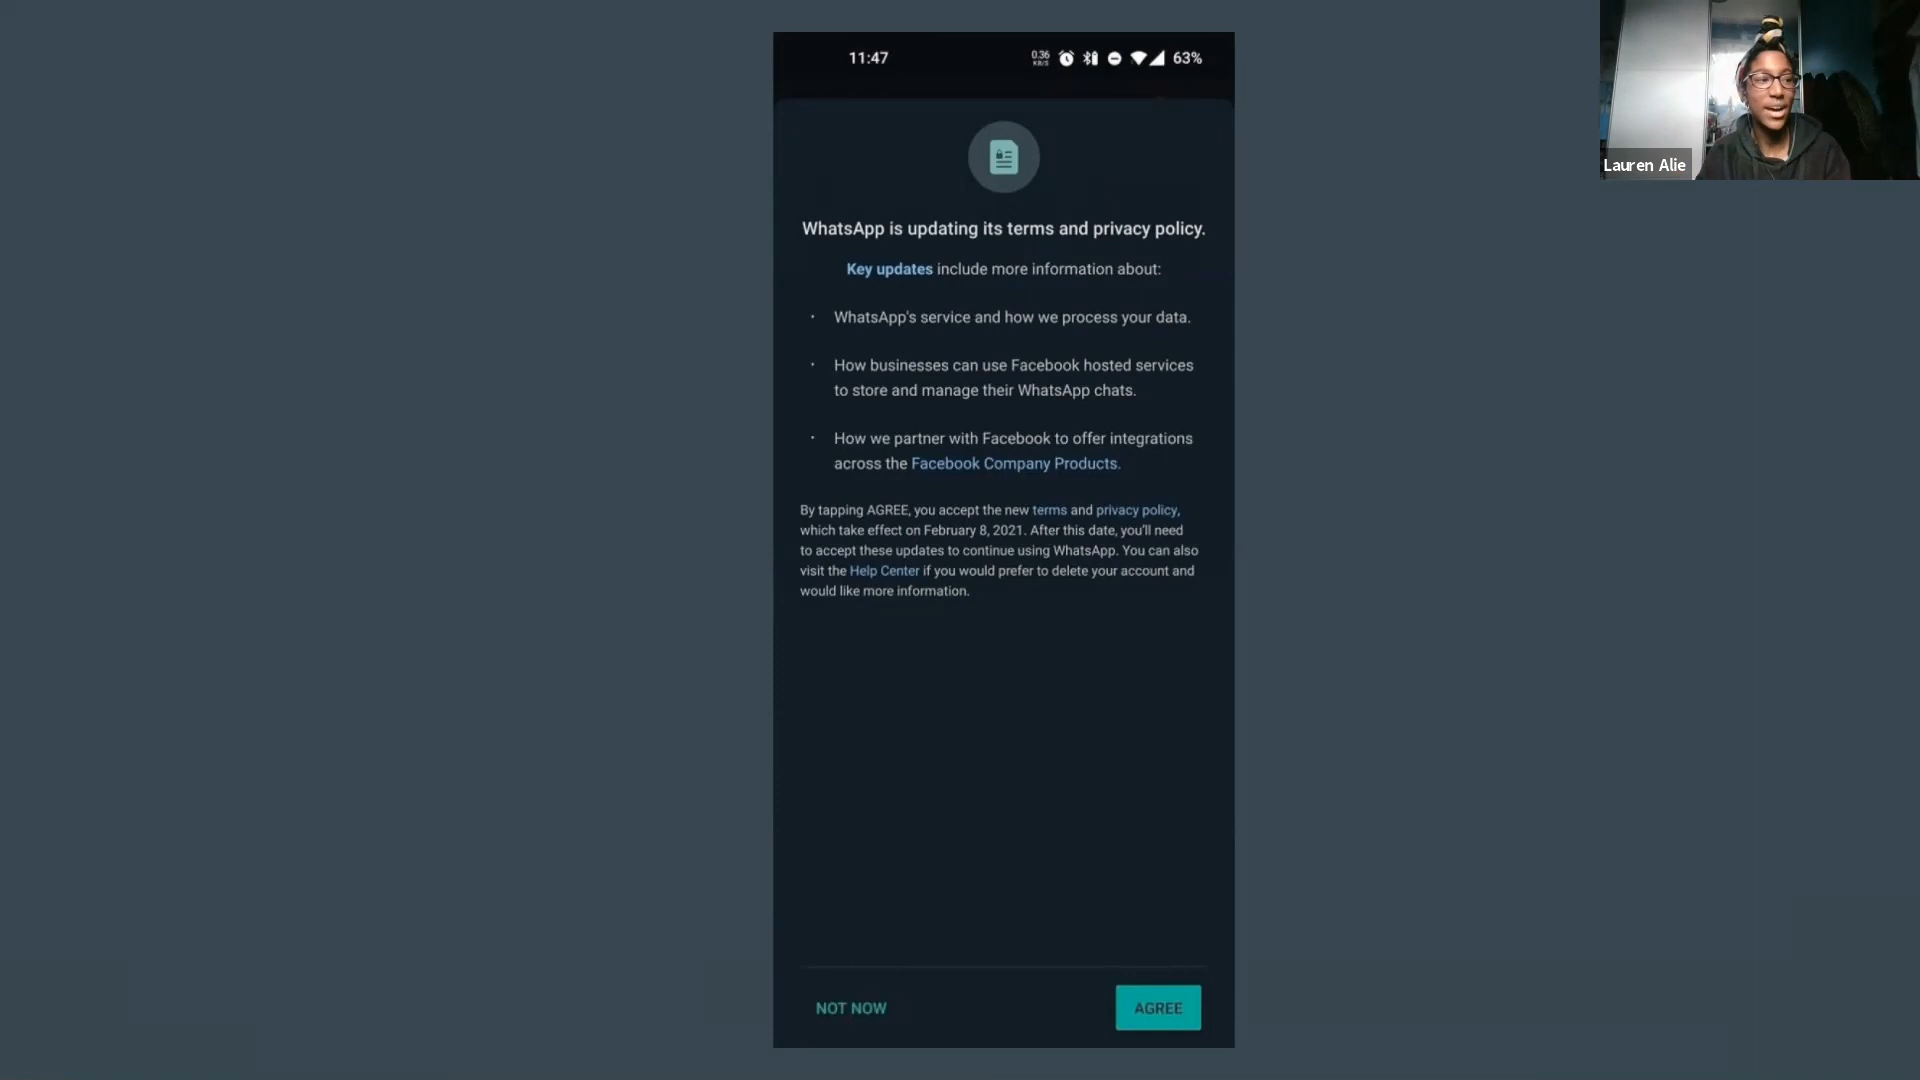 11:47
0.36
KB/S
63%
Lauren Alie
WhatsApp is updating its terms and privacy policy.
Key updates include more information about:
· WhatsApp's service and how we process your data.
· How businesses can use Facebook hosted services
to store and manage their WhatsApp chats.
· How we partner with Facebook to offer integrations
across the Facebook Company Products.
By tapping AGREE, you accept the new terms and privacy policy,
which take effect on February 8, 2021. After this date, you'll need
to accept these updates to continue using WhatsApp. You can also
visit the Help Center if you would prefer to delete your account and
would like more information.
NOT NOW
AGREE